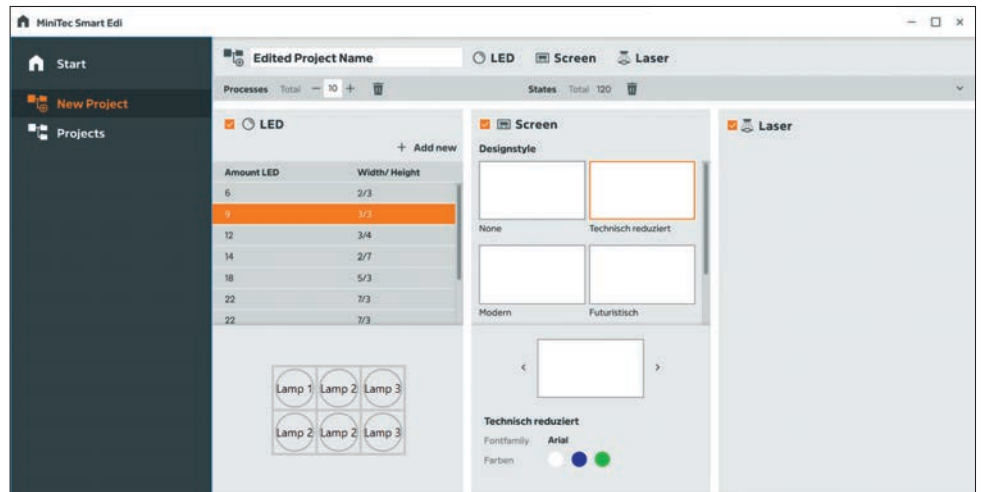 MiniTec Smart Edi
Start
New Project
Projects
Edited Project Name
LED
Screen
Laser
Processes Total − 10 +
States Total 120
LED
+ Add new
Amount LED Width/ Height
6 2/3
9 3/3
12 3/4
14 2/7
18 5/3
22 7/3
22 7/3
Lamp 1 Lamp 2 Lamp 3
Lamp 2 Lamp 2 Lamp 3
Screen
Designstyle
None Technisch reduziert
Modern Futuristisch
Technisch reduziert
Fontfamily Arial
Farben
Laser